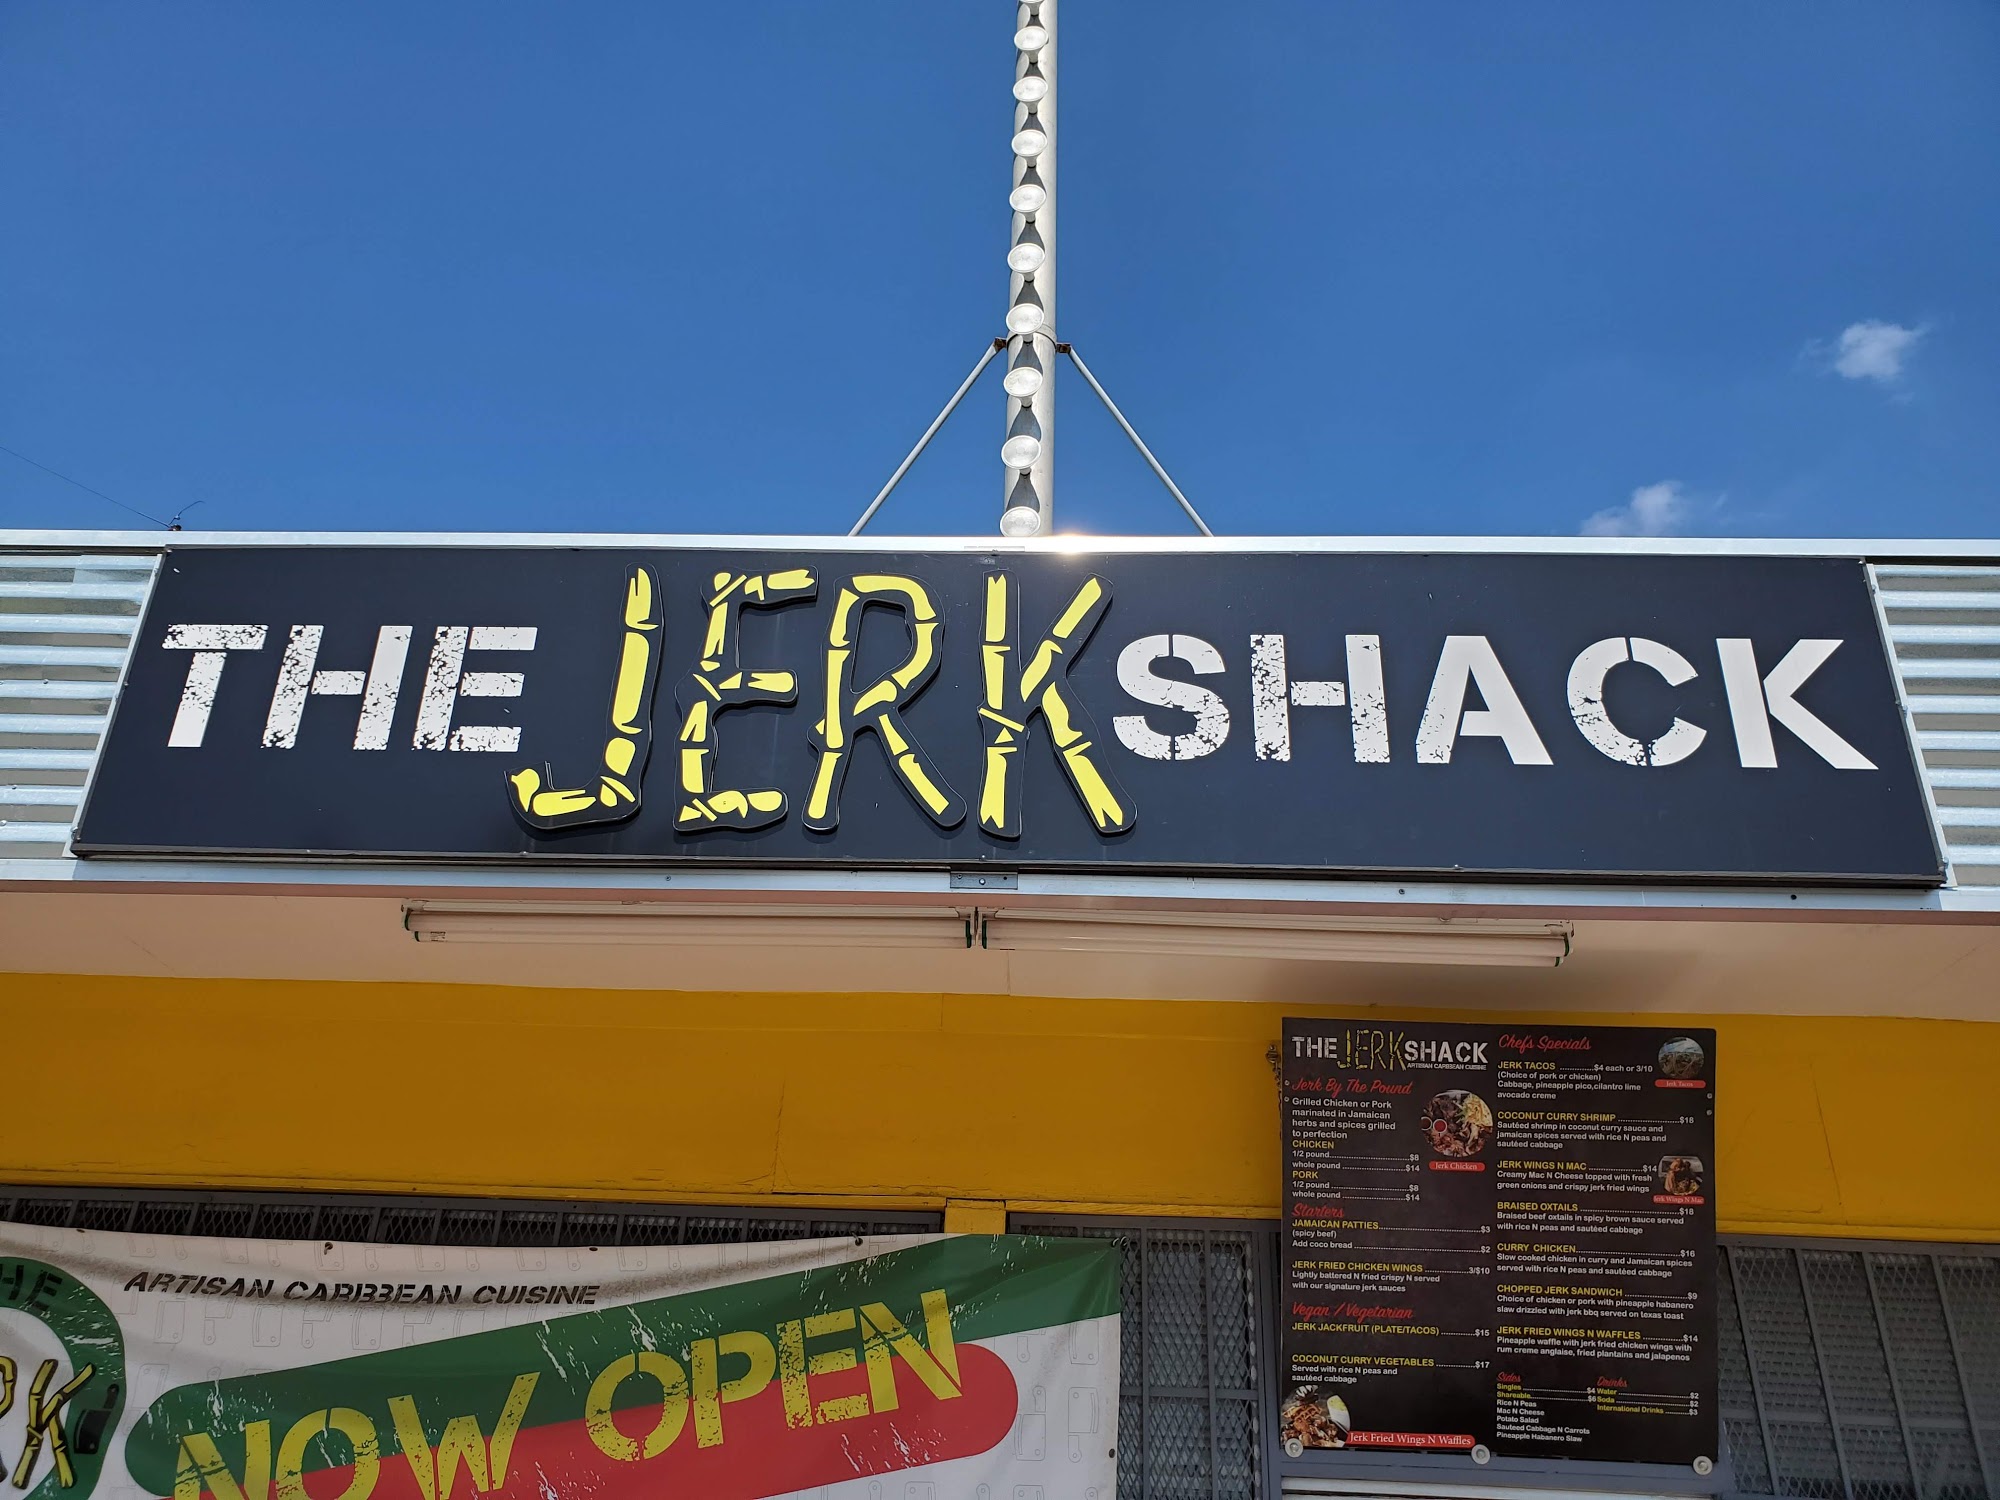 THE JERK SHACK
ARTISAN CARIBBEAN CUISINE
NOW OPEN
THE
RK
THE JERK SHACK
ARTISAN CARIBBEAN CUISINE
Jerk By The Pound
Grilled Chicken or Pork
marinated in Jamaican
herbs and spices grilled
to perfection
CHICKEN
1/2 pound..............................$8
whole pound ......................$14
PORK
1/2 pound .............................$8
whole pound ......................$14
Jerk Chicken
Starters
JAMAICAN PATTIES..............................$3
(spicy beef)
Add coco bread ......................................$2
JERK FRIED CHICKEN WINGS ...........3/$10
Lightly battered N fried crispy N served
with our signature jerk sauces
Vegan / Vegetarian
JERK JACKFRUIT (PLATE/TACOS) ............$15
COCONUT CURRY VEGETABLES ..............$17
Served with rice N peas and
sautéed cabbage
Jerk Fried Wings N Waffles
Chef's Specials
JERK TACOS ............$4 each or 3/10
(Choice of pork or chicken)
Cabbage, pineapple pico,cilantro lime
avocado creme
Jerk Tacos
COCONUT CURRY SHRIMP ................$18
Sautéed shrimp in coconut curry sauce and
jamaican spices served with rice N peas and
sautéed cabbage
JERK WINGS N MAC ................$14
Creamy Mac N Cheese topped with fresh
green onions and crispy jerk fried wings
Jerk Wings N Mac
BRAISED OXTAILS ..........................$18
Braised beef oxtails in spicy brown sauce served
with rice N peas and sautéed cabbage
CURRY CHICKEN...........................$16
Slow cooked chicken in curry and Jamaican spices
served with rice N peas and sautéed cabbage
CHOPPED JERK SANDWICH ................$9
Choice of chicken or pork with pineapple habanero
slaw drizzled with jerk bbq served on texas toast
JERK FRIED WINGS N WAFFLES ............$14
Pineapple waffle with jerk fried chicken wings with
rum creme anglaise, fried plantains and jalapenos
Sides
Singles ......................$4
Shareable....................$6
Rice N Peas
Mac N Cheese
Potato Salad
Sauteed Cabbage N Carrots
Pineapple Habanero Slaw
Drinks
Water ......................$2
Soda ......................$2
International Drinks .........$3